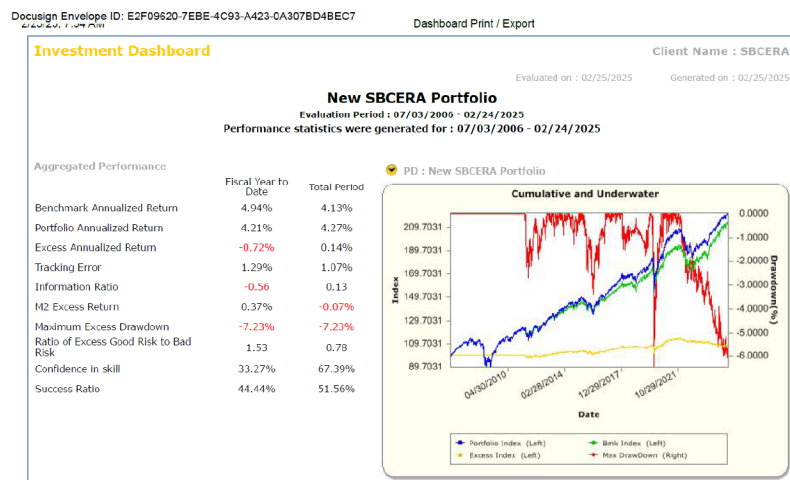 Docusign Envelope ID: E2F09620-7EBE-4C93-A423-0A307BD4BEC7
2/25/25, 7:54 AM
Dashboard Print / Export
Investment Dashboard
Client Name : SBCERA
Evaluated on : 02/25/2025 Generated on : 02/25/2025
New SBCERA Portfolio
Evaluation Period : 07/03/2006 - 02/24/2025
Performance statistics were generated for : 07/03/2006 - 02/24/2025
Aggregated Performance
Fiscal Year to Date Total Period
Benchmark Annualized Return 4.94% 4.13%
Portfolio Annualized Return 4.21% 4.27%
Excess Annualized Return -0.72% 0.14%
Tracking Error 1.29% 1.07%
Information Ratio -0.56 0.13
M2 Excess Return 0.37% -0.07%
Maximum Excess Drawdown -7.23% -7.23%
Ratio of Excess Good Risk to Bad Risk 1.53 0.78
Confidence in skill 33.27% 67.39%
Success Ratio 44.44% 51.56%
PD : New SBCERA Portfolio
Cumulative and Underwater
209.7031
189.7031
169.7031
149.7031
129.7031
109.7031
89.7031
Index
0.0000
-1.0000
-2.0000
-3.0000
-4.0000
-5.0000
-6.0000
Drawdown(%)
04/30/2010
02/28/2014
12/29/2017
10/29/2021
Date
Portfolio Index (Left)
Bmk Index (Left)
Excess Index (Left)
Max DrawDown (Right)